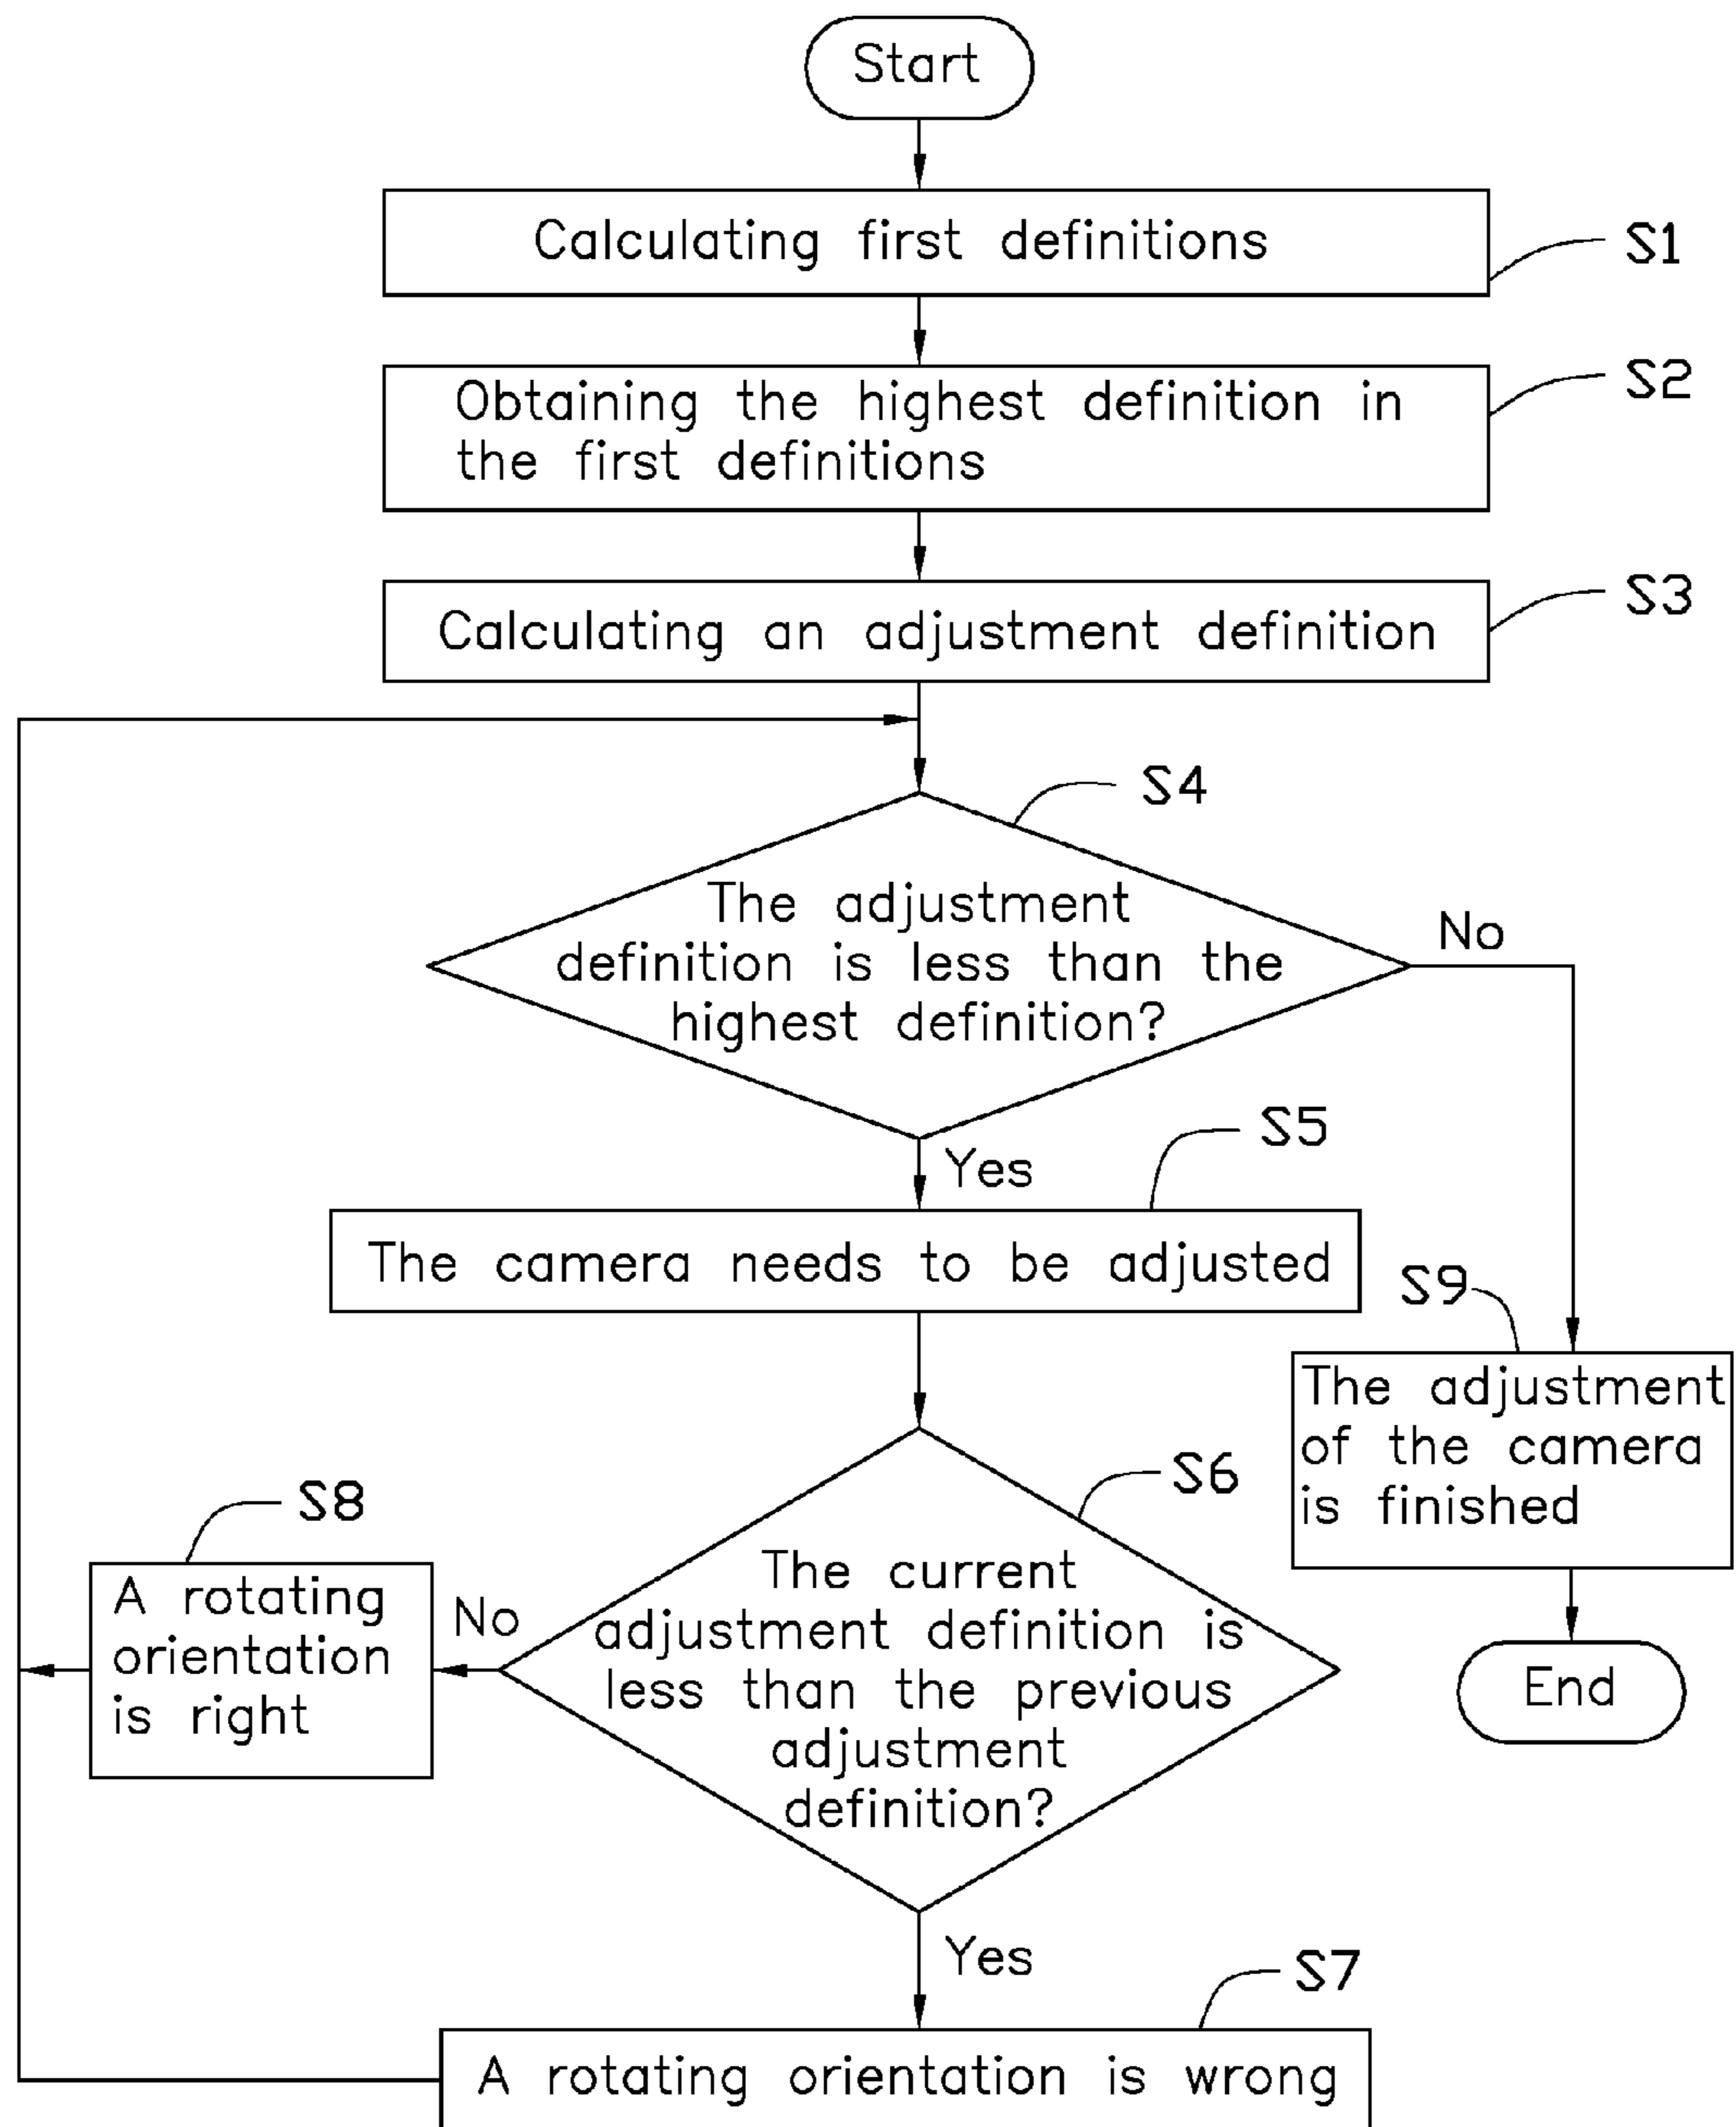 Start
Calculating first definitions
S1
Obtaining the highest definition in
the first definitions
S2
Calculating an adjustment definition
S3
S4
The adjustment
definition is less than the
highest definition?
No
Yes
S5
The camera needs to be adjusted
S9
The adjustment
of the camera
is finished
End
S6
The current
adjustment definition is
less than the previous
adjustment
definition?
No
S8
A rotating
orientation
is right
Yes
S7
A rotating orientation is wrong